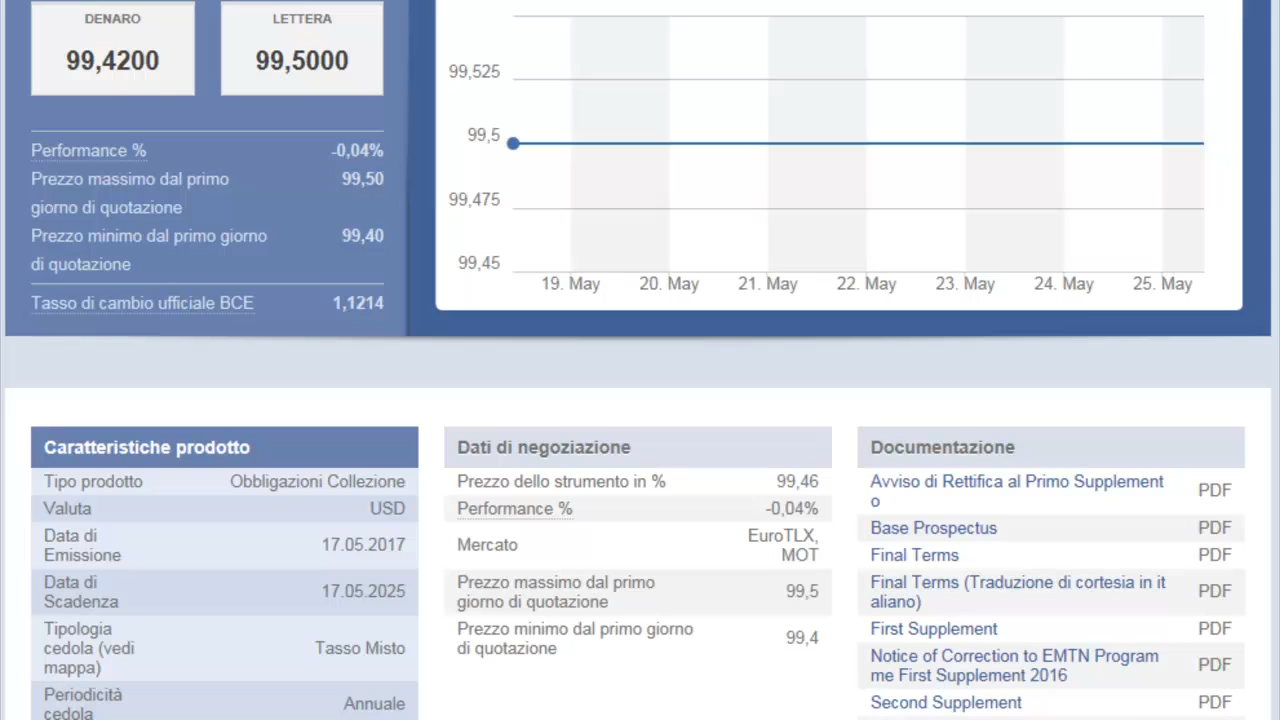 DENARO
LETTERA
99,4200
99,5000
Performance %
-0,04%
Prezzo massimo dal primo
giorno di quotazione
99,50
Prezzo minimo dal primo giorno
di quotazione
99,40
Tasso di cambio ufficiale BCE
1,1214
99,525
99,5
99,475
99,45
19. May
20. May
21. May
22. May
23. May
24. May
25. May
Caratteristiche prodotto
Tipo prodotto
Obbligazioni Collezione
Valuta
USD
Data di
Emissione
17.05.2017
Data di
Scadenza
17.05.2025
Tipologia
cedola (vedi
mappa)
Tasso Misto
Periodicità
cedola
Annuale
Dati di negoziazione
Prezzo dello strumento in %
99,46
Performance %
-0,04%
Mercato
EuroTLX,
MOT
Prezzo massimo dal primo
giorno di quotazione
99,5
Prezzo minimo dal primo giorno
di quotazione
99,4
Documentazione
Avviso di Rettifica al Primo Supplement
o
PDF
Base Prospectus
PDF
Final Terms
PDF
Final Terms (Traduzione di cortesia in it
aliano)
PDF
First Supplement
PDF
Notice of Correction to EMTN Program
me First Supplement 2016
PDF
Second Supplement
PDF